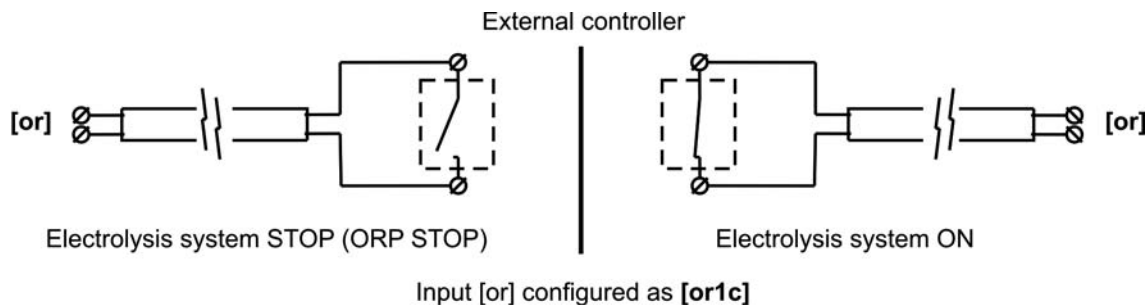 External controller
[or]
[or]
Electrolysis system STOP (ORP STOP)
Electrolysis system ON
Input [or] configured as [or1c]